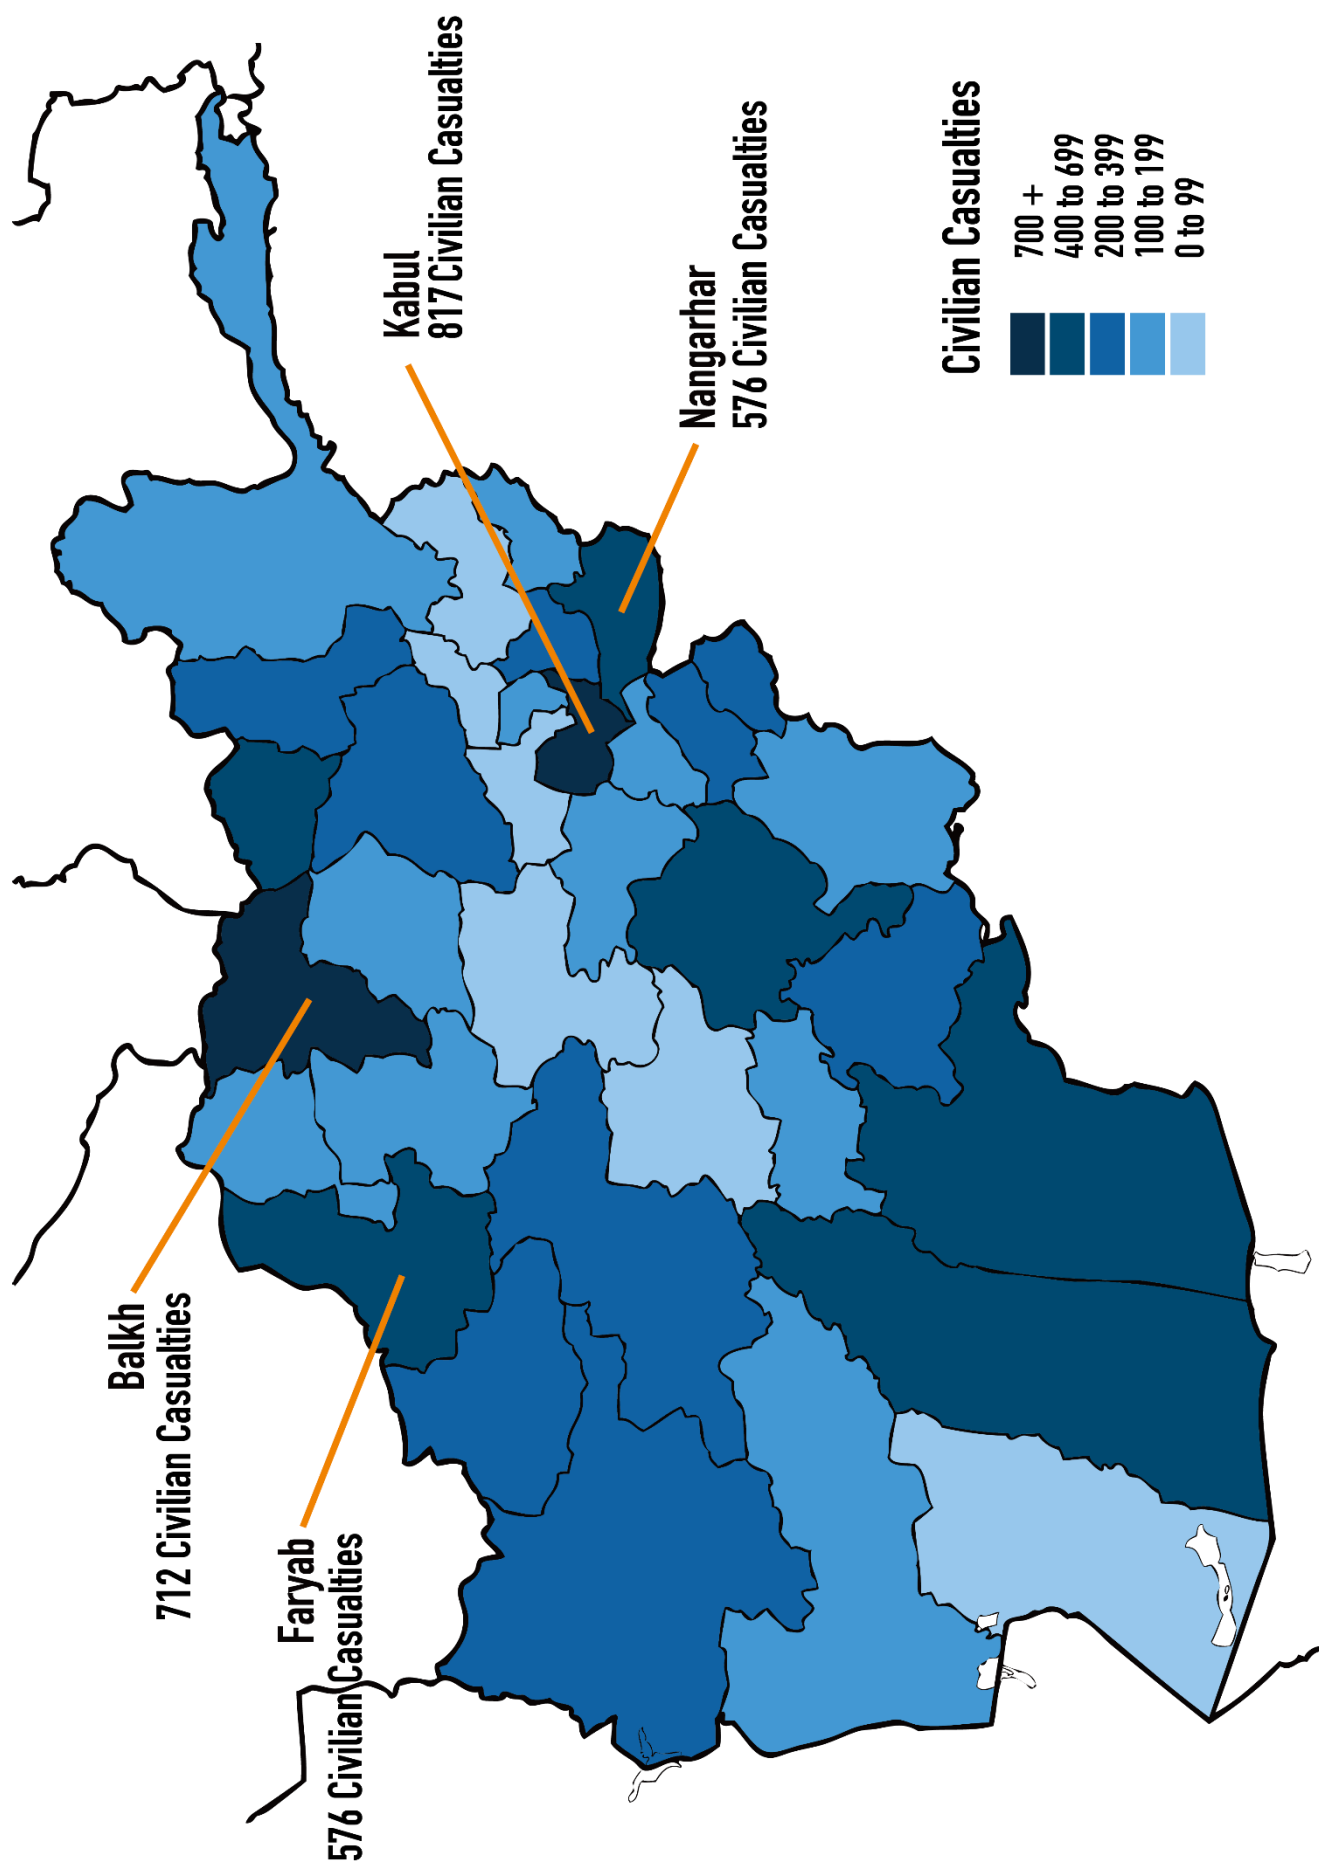 Balkh
712 Civilian Casualties
Faryab
576 Civilian Casualties
Kabul
817 Civilian Casualties
Nangarhar
576 Civilian Casualties
Civilian Casualties
700 +
400 to 699
200 to 399
100 to 199
0 to 99